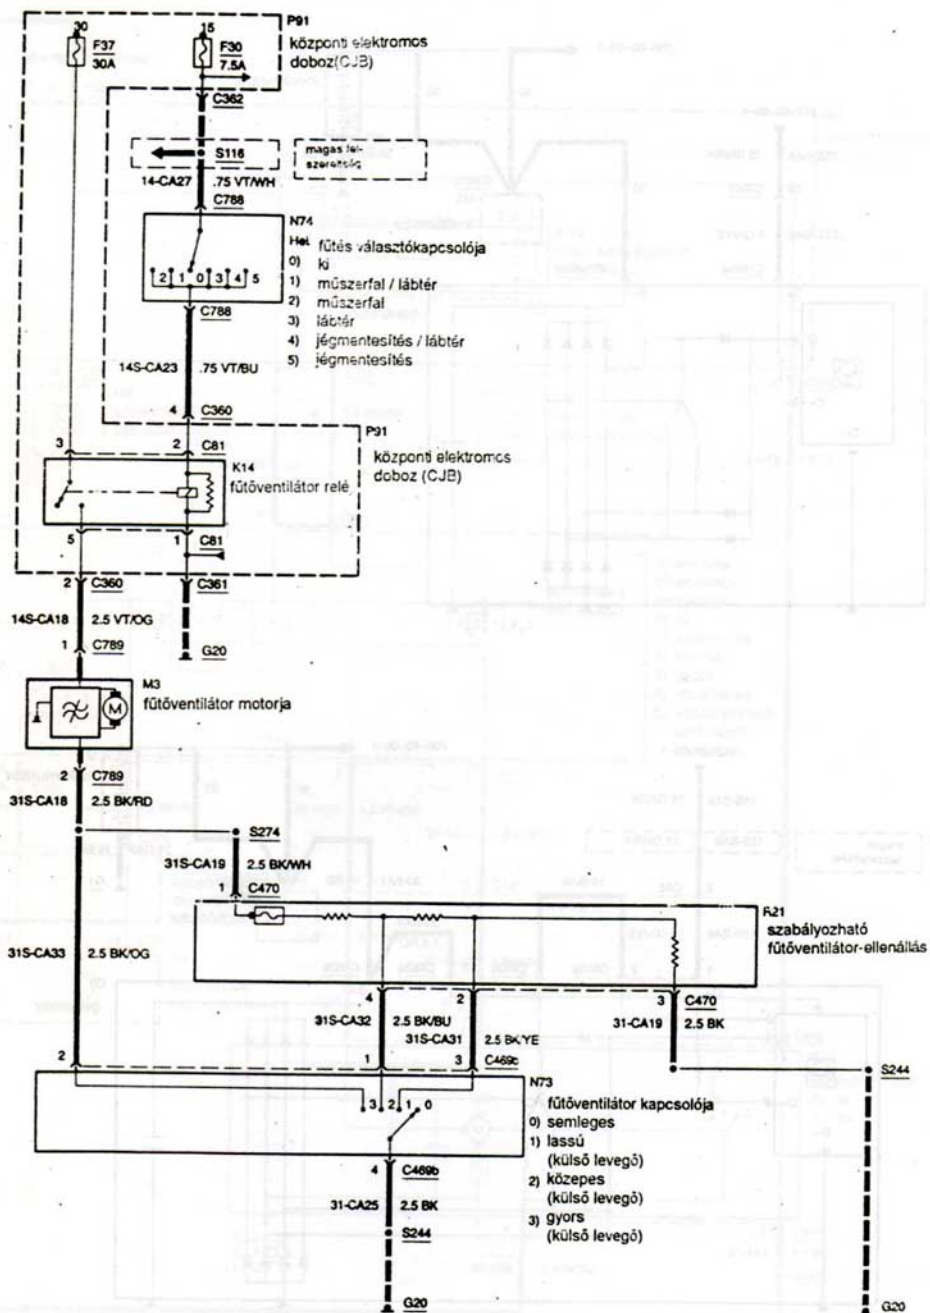 P91
30
15
F37
30A
F30
7.5A
központi elektromos
doboz(CJB)
C362
S116
magas fel-
szereltség
14-CA27 .75 VT/WH
C788
N74
Hel fűtés választókapcsolója
0) ki
1) műszerfal / lábtér
2) műszerfal
3) lábtér
4) jégmentesítés / lábtér
5) jégmentesítés
2 1 0 3 4 5
C788
14S-CA23 .75 VT/BU
4 C360
P91
központi elektromos
doboz (CJB)
3 2 C81
K14
fűtőventilátor relé
5 1 C81
2 C360 C361
14S-CA18 2.5 VT/OG
1 C789
G20
M3
fűtőventilátor motorja
M
2 C789
31S-CA18 2.5 BK/RD
S274
31S-CA19 2.5 BK/WH
1 C470
R21
szabályozható
fűtőventilátor-ellenállás
31S-CA33 2.5 BK/OG
4 2 3 C470
31S-CA32 2.5 BK/BU
31-CA19 2.5 BK
31S-CA31 2.5 BK/YE
2 1 3 C469b
S244
N73
3 2 1 0
fűtőventilátor kapcsolója
0) semleges
1) lassú
(külső levegő)
2) közepes
(külső levegő)
3) gyors
(külső levegő)
4 C469b
31-CA25 2.5 BK
S244
G20
G20